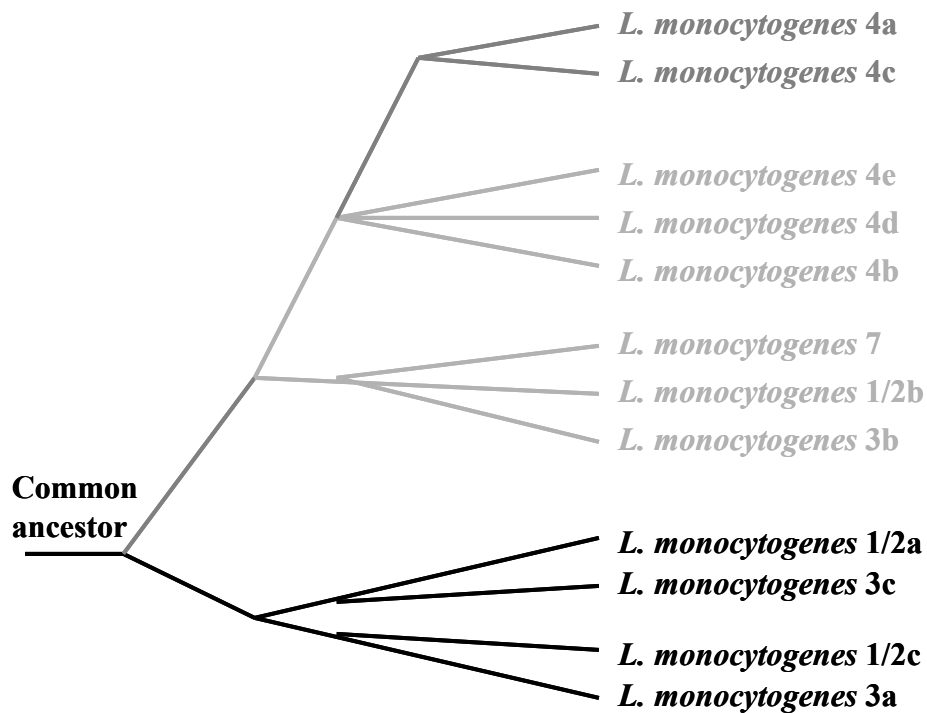 L. monocytogenes 4a
L. monocytogenes 4c
L. monocytogenes 4e
L. monocytogenes 4d
L. monocytogenes 4b
L. monocytogenes 7
L. monocytogenes 1/2b
L. monocytogenes 3b
Common
ancestor
L. monocytogenes 1/2a
L. monocytogenes 3c
L. monocytogenes 1/2c
L. monocytogenes 3a